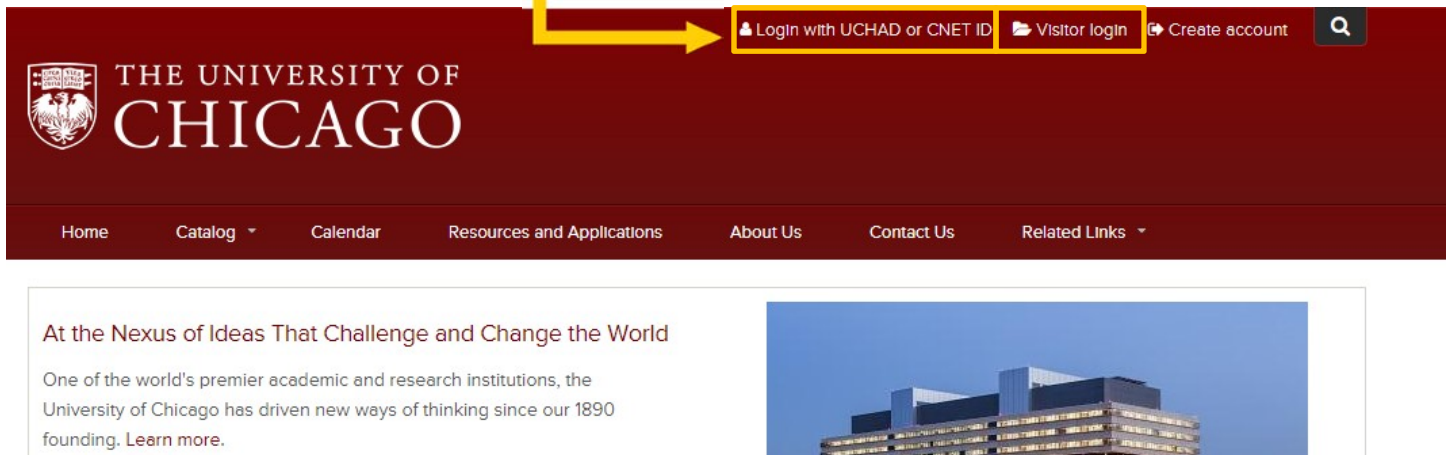 Login with UCHAD or CNET ID Visitor login Create account
THE UNIVERSITY OF
CHICAGO
Home Catalog Calendar Resources and Applications About Us Contact Us Related Links
At the Nexus of Ideas That Challenge and Change the World
One of the world's premier academic and research institutions, the
University of Chicago has driven new ways of thinking since our 1890
founding. Learn more.